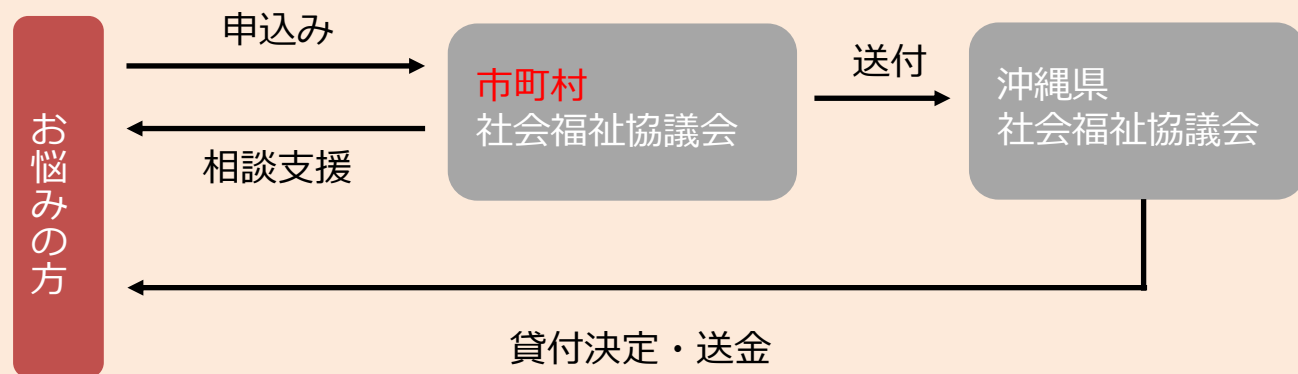 お悩みの方
申込み
相談支援
市町村
社会福祉協議会
送付
沖縄県
社会福祉協議会
貸付決定・送金